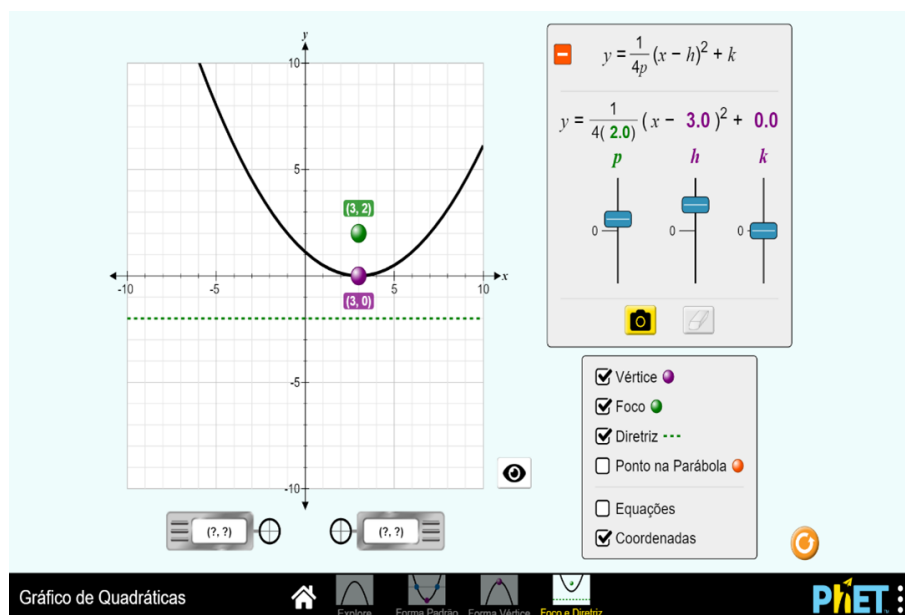 y = 1/4p (x – h)² + k
y = 1/4( 2.0) ( x – 3.0 )² + 0.0
p h k
0 0 0
y
10
5
(3, 2)
x
-10 -5 5 10
(3, 0)
-5
-10
Vértice
Foco
Diretriz
Ponto na Parábola
Equações
Coordenadas
(?, ?) (?, ?)
Gráfico de Quadráticas
Explore Forma Padrão Forma Vértice Foco e Diretriz
PhET